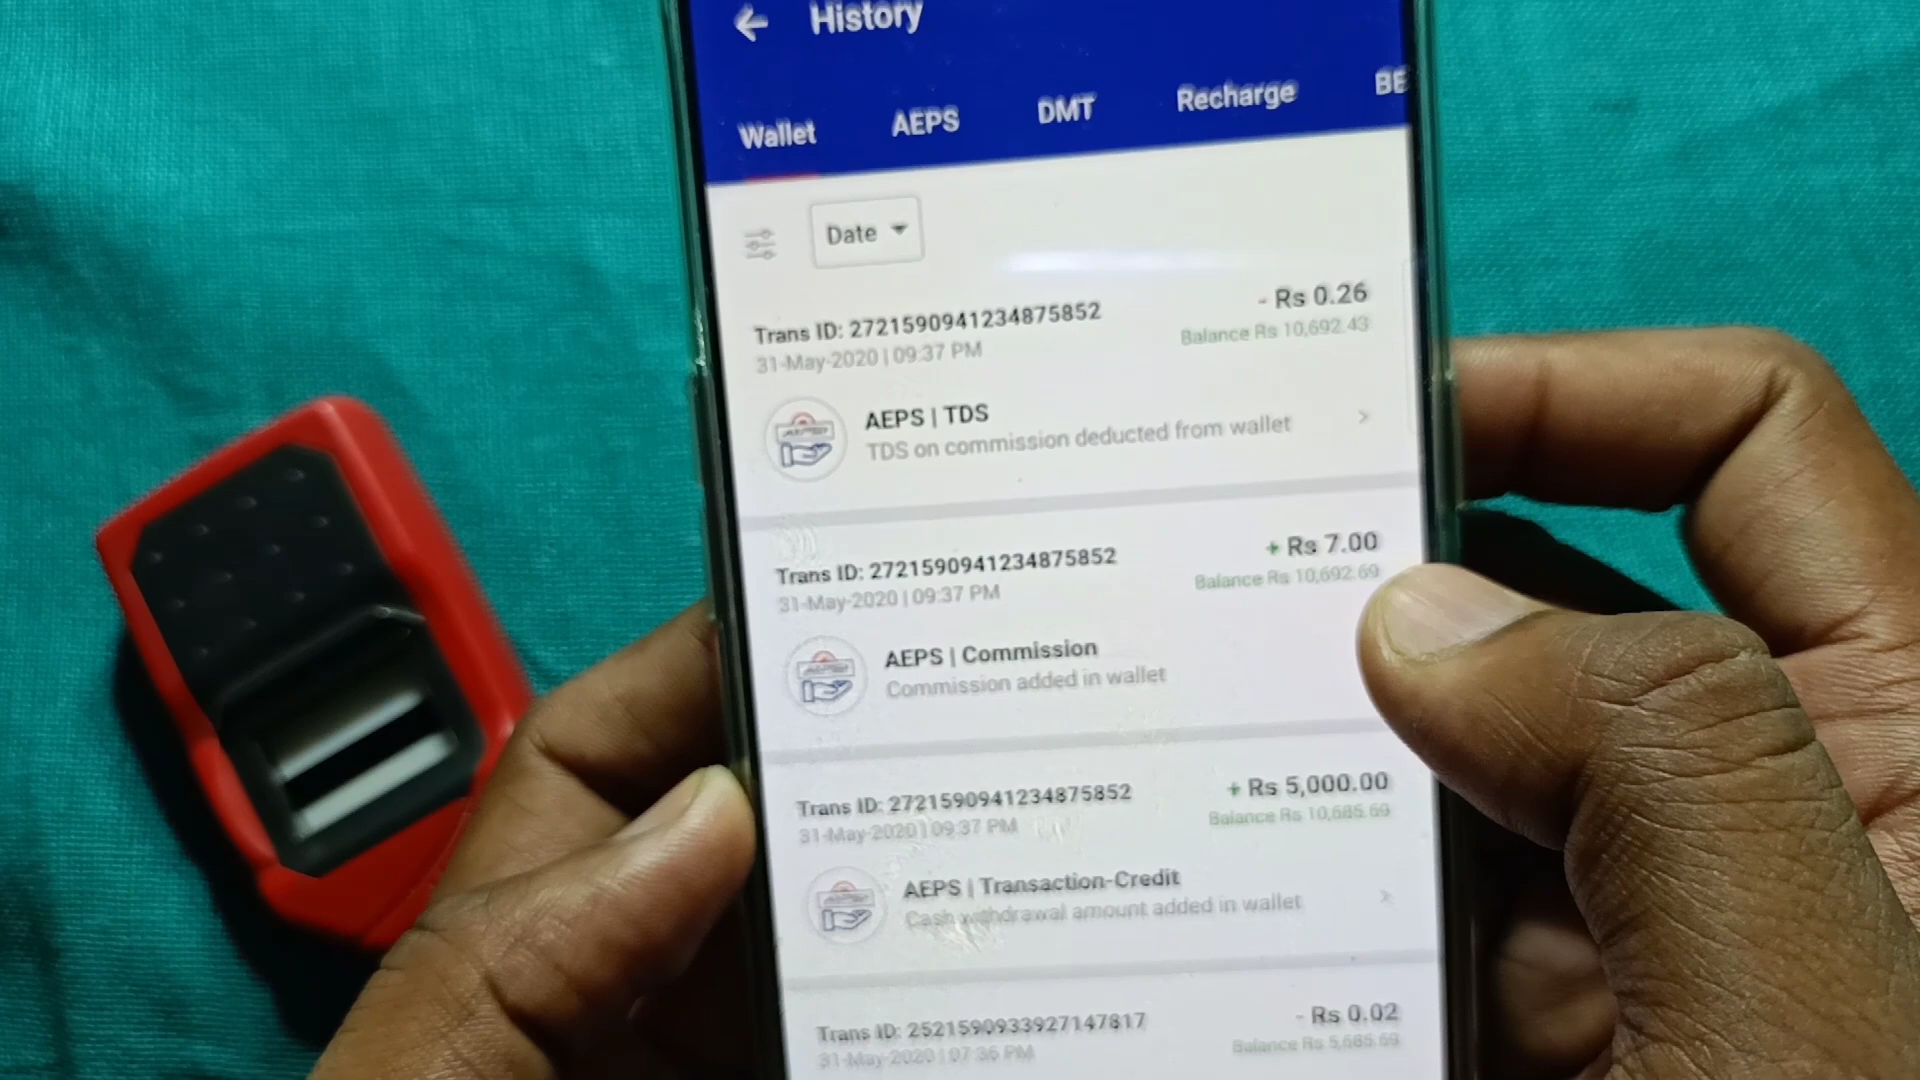 History
Wallet AEPS DMT Recharge BE
Date
Trans ID: 2721590941234875852 - Rs 0.26
31-May-2020 | 09:37 PM Balance Rs 10,692.43
AEPS | TDS
TDS on commission deducted from wallet
Trans ID: 2721590941234875852 + Rs 7.00
31-May-2020 | 09:37 PM Balance Rs 10,692.69
AEPS | Commission
Commission added in wallet
Trans ID: 2721590941234875852 + Rs 5,000.00
31-May-2020 | 09:37 PM Balance Rs 10,685.69
AEPS | Transaction-Credit
Cash withdrawal amount added in wallet
Trans ID: 2521590933927147817 - Rs 0.02
31-May-2020 | 07:36 PM Balance Rs 5,685.69